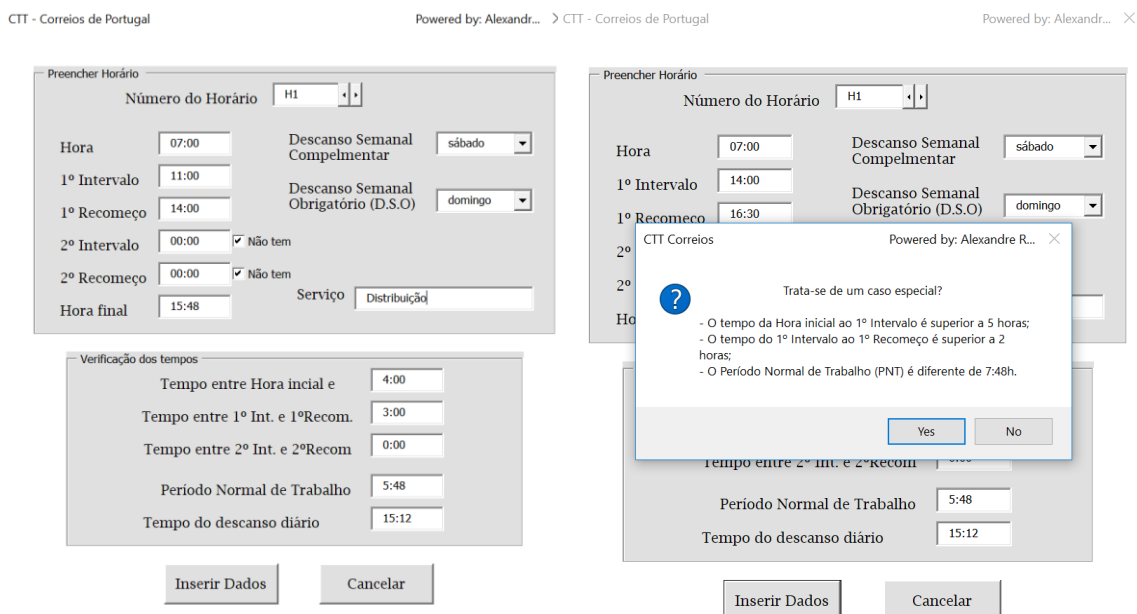 CTT - Correios de Portugal
Powered by: Alexandr...
Preencher Horário
Número do Horário
H1
Hora
07:00
Descanso Semanal
Compelmentar
sábado
1º Intervalo
11:00
1º Recomeço
14:00
Descanso Semanal
Obrigatório (D.S.O)
domingo
2º Intervalo
00:00
Não tem
2º Recomeço
00:00
Não tem
Hora final
15:48
Serviço
Distribuição
Verificação dos tempos
Tempo entre Hora incial e
4:00
Tempo entre 1º Int. e 1ºRecom.
3:00
Tempo entre 2º Int. e 2ºRecom
0:00
Período Normal de Trabalho
5:48
Tempo do descanso diário
15:12
Inserir Dados
Cancelar
CTT - Correios de Portugal
Powered by: Alexandr...
Preencher Horário
Número do Horário
H1
Hora
07:00
Descanso Semanal
Compelmentar
sábado
1º Intervalo
14:00
1º Recomeço
16:30
Descanso Semanal
Obrigatório (D.S.O)
domingo
2º
2º
Ho
CTT Correios
Powered by: Alexandre R...
Trata-se de um caso especial?
- O tempo da Hora inicial ao 1º Intervalo é superior a 5 horas;
- O tempo do 1º Intervalo ao 1º Recomeço é superior a 2
horas;
- O Período Normal de Trabalho (PNT) é diferente de 7:48h.
Yes
No
Tempo entre 2º Int. e 2ºRecom
Período Normal de Trabalho
5:48
Tempo do descanso diário
15:12
Inserir Dados
Cancelar